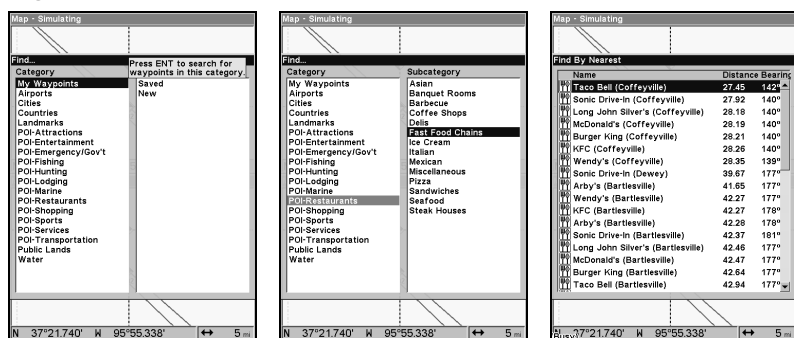 Map - Simulating
Find...
Press ENT to search for
waypoints in this category.
Category
My Waypoints
Airports
Cities
Countries
Landmarks
POI-Attractions
POI-Entertainment
POI-Emergency/Gov't
POI-Fishing
POI-Hunting
POI-Lodging
POI-Marine
POI-Restaurants
POI-Shopping
POI-Sports
POI-Services
POI-Transportation
Public Lands
Water
Saved
New
N 37°21.740' W 95°55.338' ↔ 5 mi
Map - Simulating
Find...
Category
My Waypoints
Airports
Cities
Countries
Landmarks
POI-Attractions
POI-Entertainment
POI-Emergency/Gov't
POI-Fishing
POI-Hunting
POI-Lodging
POI-Marine
POI-Restaurants
POI-Shopping
POI-Sports
POI-Services
POI-Transportation
Public Lands
Water
Subcategory
Asian
Banquet Rooms
Barbecue
Coffee Shops
Delis
Fast Food Chains
Ice Cream
Italian
Mexican
Miscellaneous
Pizza
Sandwiches
Seafood
Steak Houses
N 37°21.740' W 95°55.338' ↔ 5 mi
Map - Simulating
Find By Nearest
Name Distance Bearing
Taco Bell (Coffeyville) 27.45 142°
Sonic Drive-In (Coffeyville) 27.92 140°
Long John Silver's (Coffeyville) 28.18 140°
McDonald's (Coffeyville) 28.19 140°
Burger King (Coffeyville) 28.21 140°
KFC (Coffeyville) 28.26 140°
Wendy's (Coffeyville) 28.35 139°
Sonic Drive-In (Dewey) 39.67 177°
Arby's (Bartlesville) 41.65 177°
Wendy's (Bartlesville) 42.27 177°
KFC (Bartlesville) 42.27 178°
Arby's (Bartlesville) 42.28 178°
Sonic Drive-In (Bartlesville) 42.37 181°
Long John Silver's (Bartlesville) 42.46 177°
McDonald's (Bartlesville) 42.47 177°
Burger King (Bartlesville) 42.64 177°
Taco Bell (Bartlesville) 42.94 177°
Busy 37°21.740' W 95°55.338' ↔ 5 mi